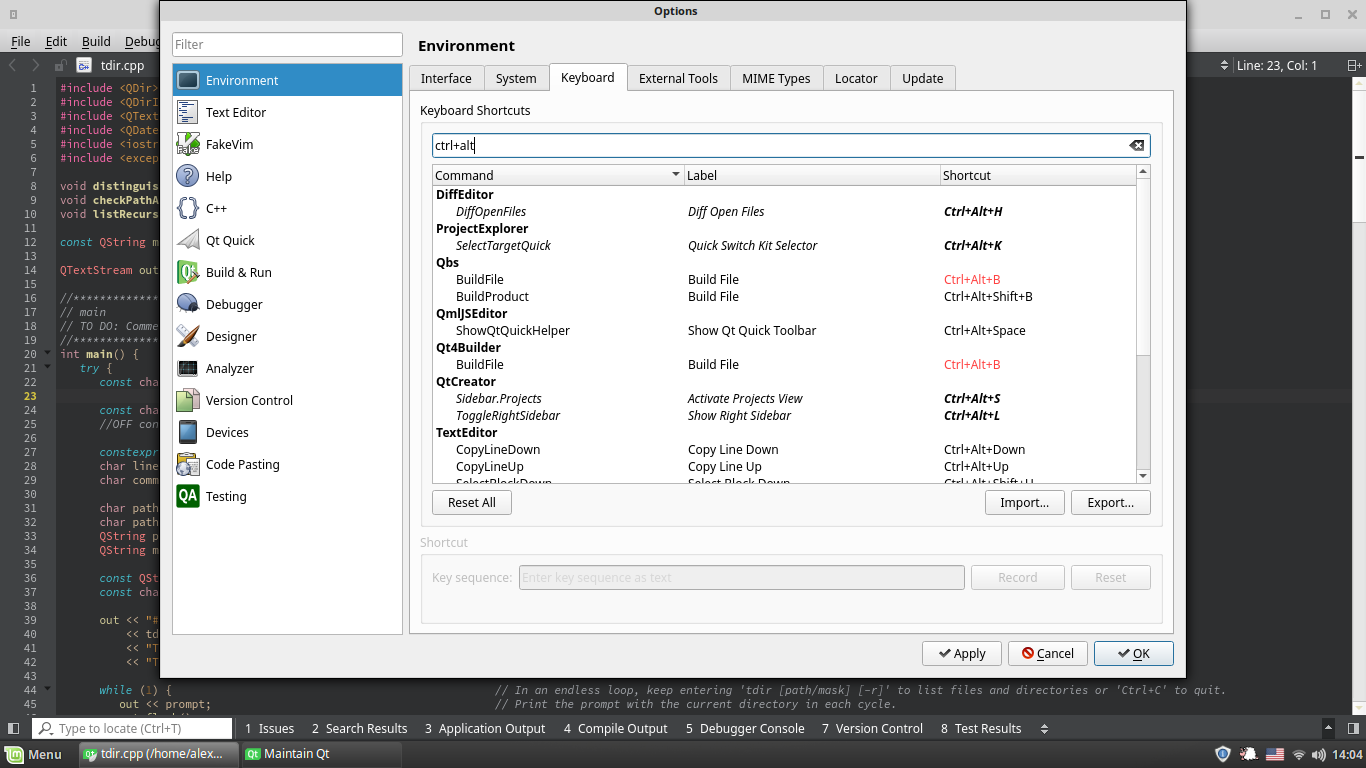 Options
File Edit Build Debug
tdir.cpp
Line: 23, Col: 1
Filter
Environment
Text Editor
FakeVim
Help
C++
Qt Quick
Build & Run
Debugger
Designer
Analyzer
Version Control
Devices
Code Pasting
Testing
Environment
Interface System Keyboard External Tools MIME Types Locator Update
Keyboard Shortcuts
ctrl+alt
Command Label Shortcut
DiffEditor
DiffOpenFiles Diff Open Files Ctrl+Alt+H
ProjectExplorer
SelectTargetQuick Quick Switch Kit Selector Ctrl+Alt+K
Qbs
BuildFile Build File Ctrl+Alt+B
BuildProduct Build File Ctrl+Alt+Shift+B
QmlJSEditor
ShowQtQuickHelper Show Qt Quick Toolbar Ctrl+Alt+Space
Qt4Builder
BuildFile Build File Ctrl+Alt+B
QtCreator
Sidebar.Projects Activate Projects View Ctrl+Alt+S
ToggleRightSidebar Show Right Sidebar Ctrl+Alt+L
TextEditor
CopyLineDown Copy Line Down Ctrl+Alt+Down
CopyLineUp Copy Line Up Ctrl+Alt+Up
Reset All Import... Export...
Shortcut
Key sequence: Enter key sequence as text Record Reset
Apply Cancel OK
1 #include <QDir>
2 #include <QDirI
3 #include <QText
4 #include <QDate
5 #include <iostr
6 #include <excep
7
8 void distinguis
9 void checkPathA
10 void listRecurs
11
12 const QString m
13
14 QTextStream out
15
16 //*************
17 // main
18 // TO DO: Comme
19 //*************
20 int main() {
21 try {
22 const cha
23
24 const cha
25 //OFF con
26
27 constexpr
28 char line
29 char comm
30
31 char path
32 char path
33 QString p
34 QString m
35
36 const QSt
37 const cha
38
39 out << "#
40 << td
41 << "T
42 << "T
43
44 while (1) { // In an endless loop, keep entering 'tdir [path/mask] [-r]' to list files and directories or 'Ctrl+C' to quit.
45 out << prompt; // Print the prompt with the current directory in each cycle.
Type to locate (Ctrl+T) 1 Issues 2 Search Results 3 Application Output 4 Compile Output 5 Debugger Console 7 Version Control 8 Test Results
Menu tdir.cpp (/home/alex... Qt Maintain Qt 14:04